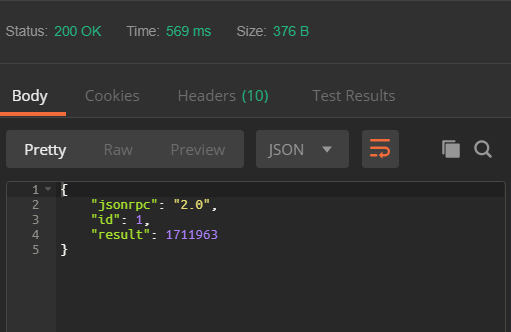 Status: 200 OK Time: 569 ms Size: 376 B
Body Cookies Headers (10) Test Results
Pretty Raw Preview JSON
1 {
2 "jsonrpc": "2.0",
3 "id": 1,
4 "result": 1711963
5 }